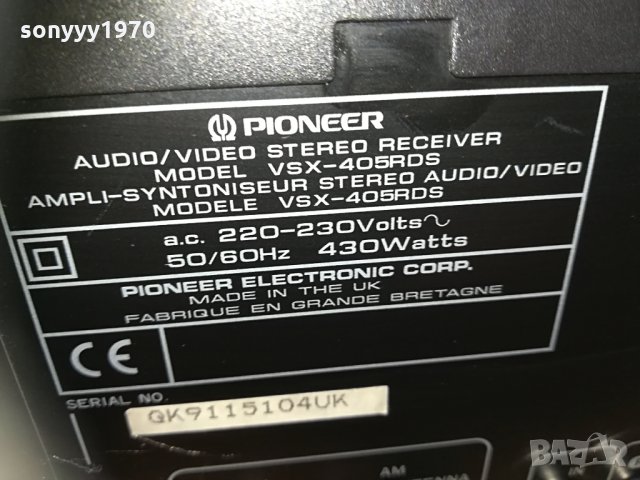 sonyyy1970
PIONEER
AUDIO/VIDEO STEREO RECEIVER
MODEL VSX-405RDS
AMPLI-SYNTONISEUR STEREO AUDIO/VIDEO
MODELE VSX-405RDS
a.c. 220-230Volts~
50/60Hz 430Watts
PIONEER ELECTRONIC CORP.
MADE IN THE UK
FABRIQUE EN GRANDE BRETAGNE
CE
SERIAL NO.
GK9115104UK
AM
IN
BAZAR